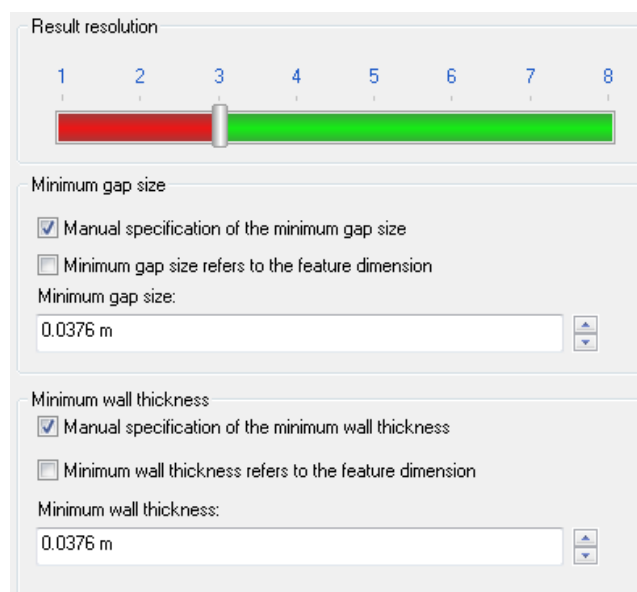 Result resolution
1 2 3 4 5 6 7 8
Minimum gap size
Manual specification of the minimum gap size
Minimum gap size refers to the feature dimension
Minimum gap size:
0.0376 m
Minimum wall thickness
Manual specification of the minimum wall thickness
Minimum wall thickness refers to the feature dimension
Minimum wall thickness:
0.0376 m